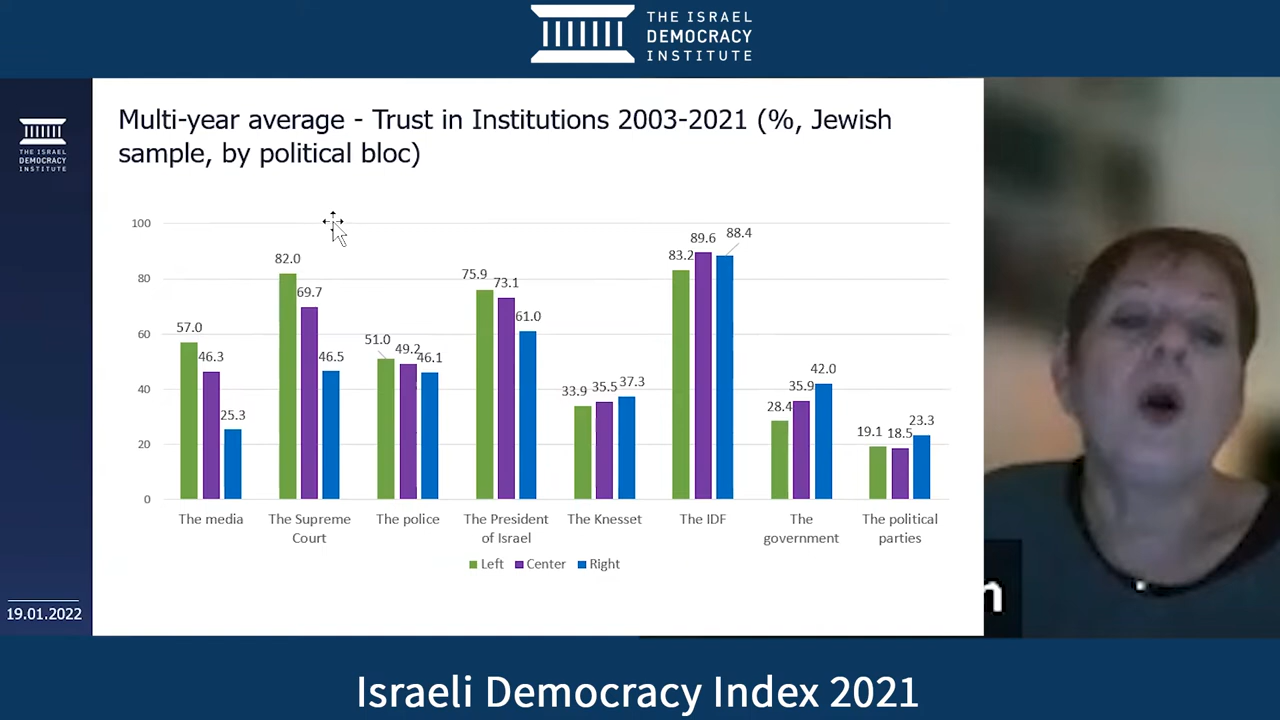 THE ISRAEL
DEMOCRACY
INSTITUTE
THE ISRAEL
DEMOCRACY
INSTITUTE
Multi-year average - Trust in Institutions 2003-2021 (%, Jewish
sample, by political bloc)
100
80
60
40
20
0
57.0
46.3
25.3
82.0
69.7
46.5
51.0
49.2
46.1
75.9
73.1
61.0
33.9
35.5
37.3
83.2
89.6
88.4
28.4
35.9
42.0
19.1
18.5
23.3
The media
The Supreme
Court
The police
The President
of Israel
The Knesset
The IDF
The
government
The political
parties
Left Center Right
19.01.2022
n
Israeli Democracy Index 2021